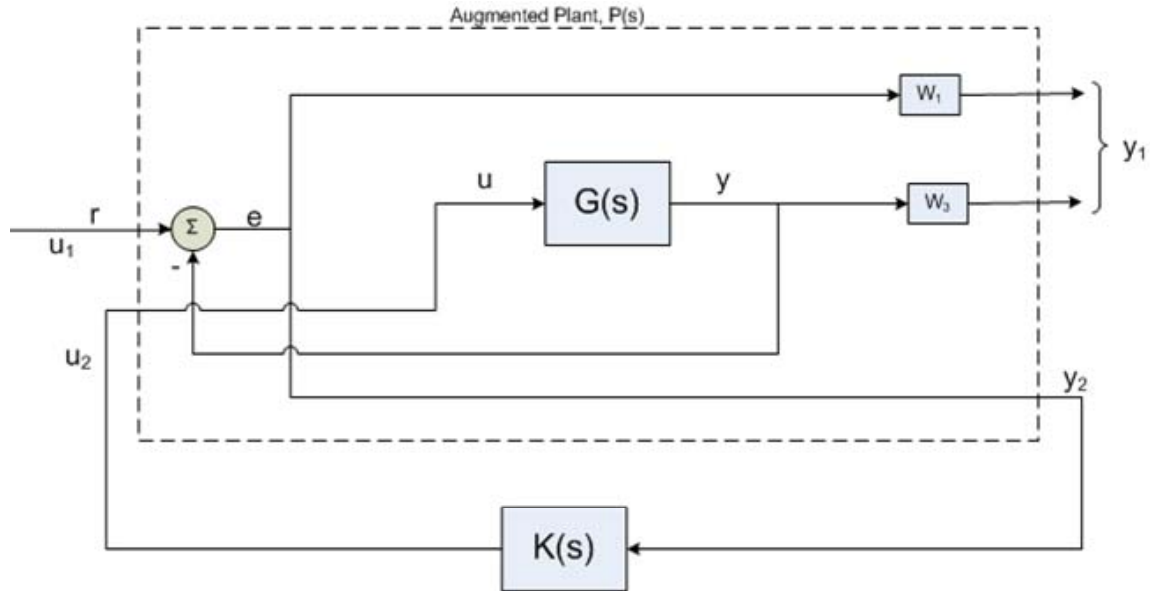 Augmented Plant, P(s)
W₁
y₁
u
G(s)
y
W₃
r
Σ
e
u₁
-
u₂
y₂
K(s)